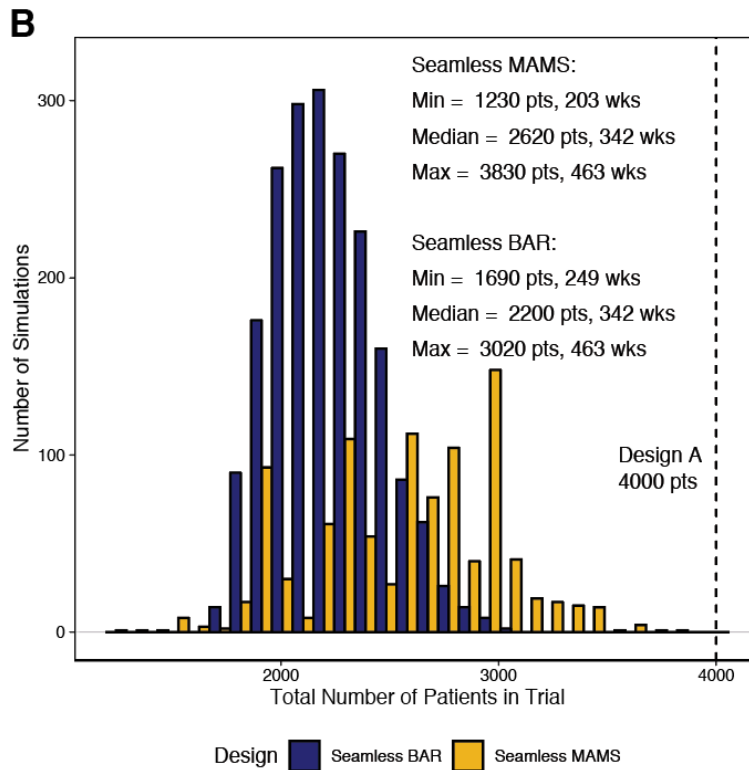 B
Seamless MAMS:
Min = 1230 pts, 203 wks
Median = 2620 pts, 342 wks
Max = 3830 pts, 463 wks
Seamless BAR:
Min = 1690 pts, 249 wks
Median = 2200 pts, 342 wks
Max = 3020 pts, 463 wks
Design A
4000 pts
Number of Simulations
300
200
100
0
2000
3000
4000
Total Number of Patients in Trial
Design Seamless BAR Seamless MAMS